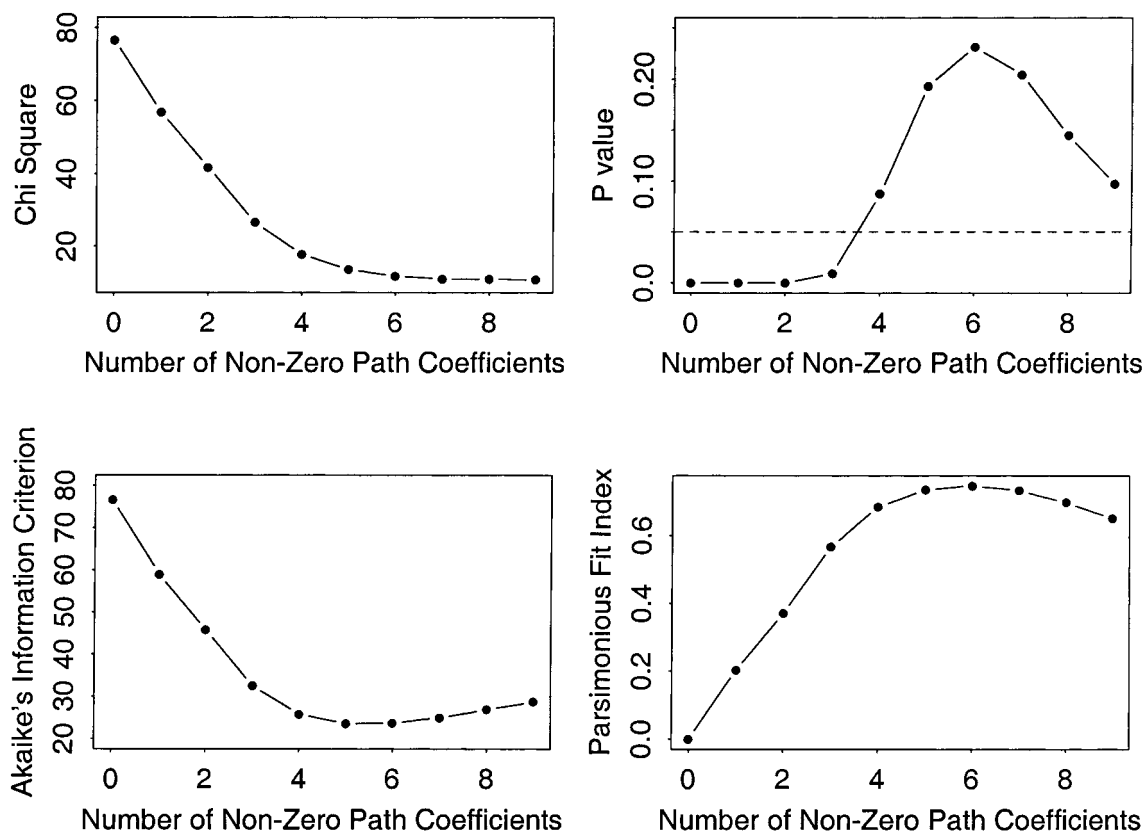 Chi Square
80
60
40
20
0 2 4 6 8
Number of Non-Zero Path Coefficients
P value
0.20
0.10
0.0
0 2 4 6 8
Number of Non-Zero Path Coefficients
Akaike's Information Criterion
80
70
60
50
40
30
20
0 2 4 6 8
Number of Non-Zero Path Coefficients
Parsimonious Fit Index
0.6
0.4
0.2
0.0
0 2 4 6 8
Number of Non-Zero Path Coefficients